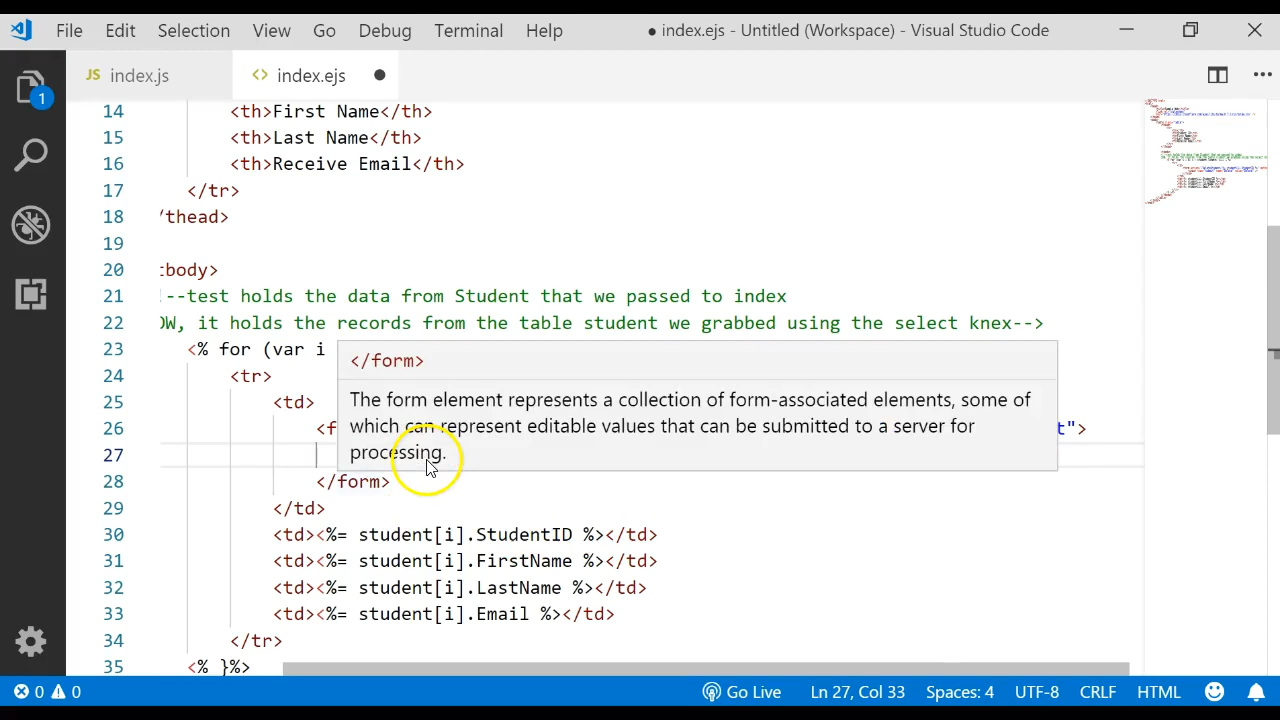 File Edit Selection View Go Debug Terminal Help ● index.ejs - Untitled (Workspace) - Visual Studio Code
1
JS index.js <> index.ejs ●
14 <th>First Name</th>
15 <th>Last Name</th>
16 <th>Receive Email</th>
17 </tr>
18 /thead>
19
20 tbody>
21 !--test holds the data from Student that we passed to index
22 OW, it holds the records from the table student we grabbed using the select knex-->
23 <% for (var i
</form>
24 <tr>
The form element represents a collection of form-associated elements, some of
25 <td>
26 <f t">
which can represent editable values that can be submitted to a server for
27
processing.
28 </form>
29 </td>
30 <td><%= student[i].StudentID %></td>
31 <td><%= student[i].FirstName %></td>
32 <td><%= student[i].LastName %></td>
33 <td><%= student[i].Email %></td>
34 </tr>
35 <% }%>
0 0 Go Live Ln 27, Col 33 Spaces: 4 UTF-8 CRLF HTML